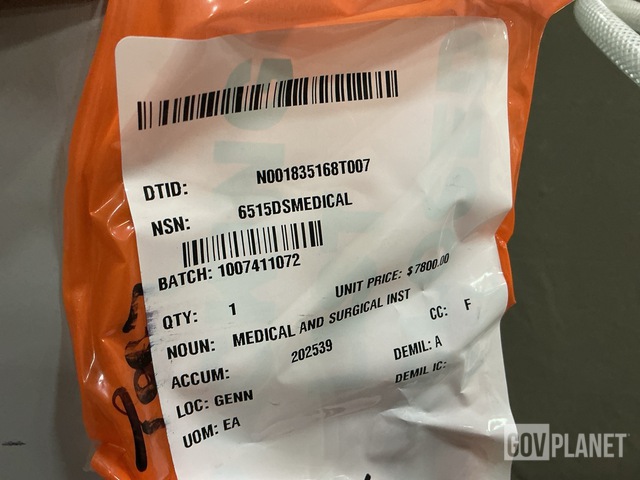 DTID: N001835168T007
NSN: 6515DSMEDICAL
BATCH: 1007411072
QTY: 1 UNIT PRICE: $7800.00
NOUN: MEDICAL AND SURGICAL INST
ACCUM: 202539 CC: F
LOC: GENN DEMIL: A
UOM: EA DEMIL IC:
GOVPLANET